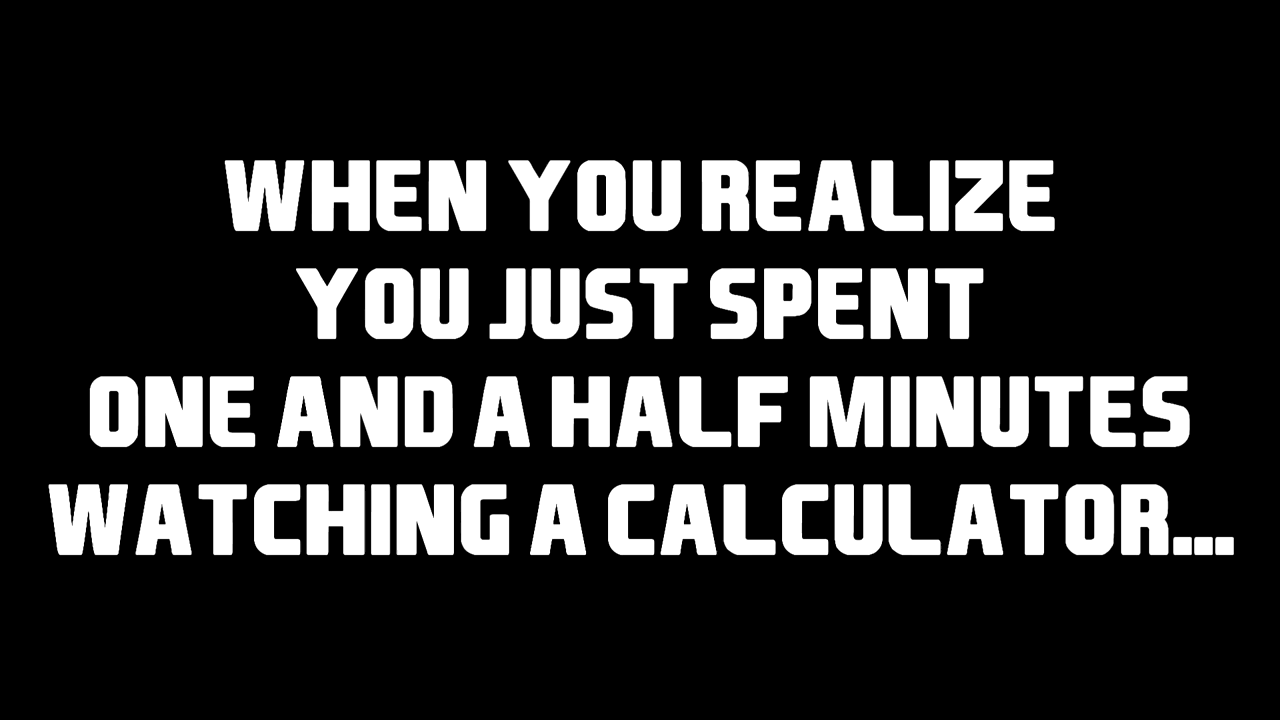 WHEN YOU REALIZE
YOU JUST SPENT
ONE AND A HALF MINUTES
WATCHING A CALCULATOR...